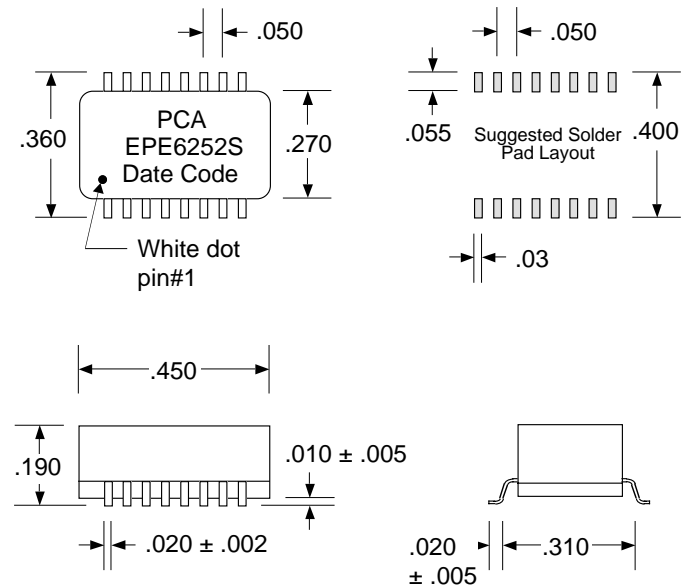 .050
.050
PCA
EPE6252S
Date Code
.360
.270
.055
Suggested Solder
Pad Layout
.400
White dot
pin#1
.03
.450
.190
.010 ± .005
.020 ± .002
.020
± .005
.310